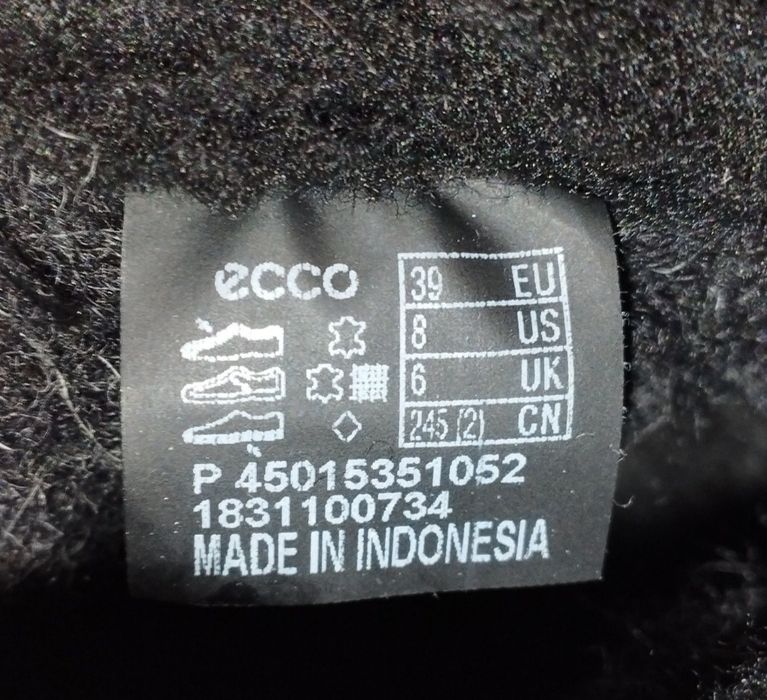 ecco
39 EU
8 US
6 UK
245 (2) CN
P 45015351052
1831100734
MADE IN INDONESIA